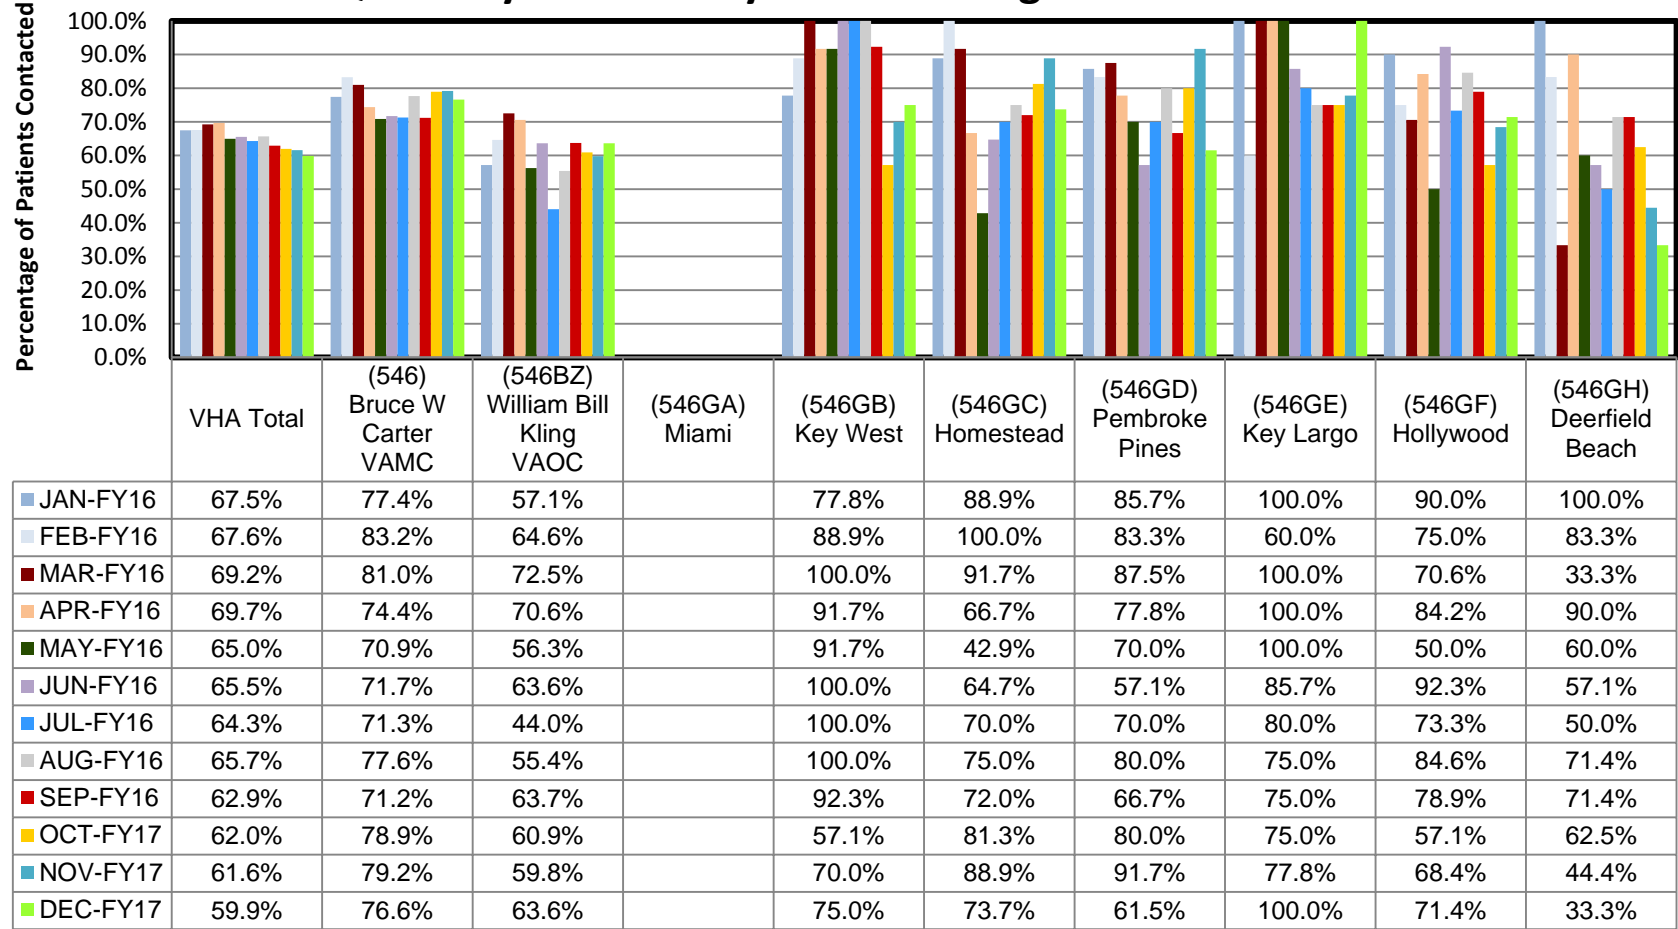 Percentage of Patients Contacted
100.0%
90.0%
80.0%
70.0%
60.0%
50.0%
40.0%
30.0%
20.0%
10.0%
0.0%
VHA Total
(546)
Bruce W
Carter
VAMC
(546BZ)
William Bill
Kling
VAOC
(546GA)
Miami
(546GB)
Key West
(546GC)
Homestead
(546GD)
Pembroke
Pines
(546GE)
Key Largo
(546GF)
Hollywood
(546GH)
Deerfield
Beach
JAN-FY16 67.5% 77.4% 57.1% 77.8% 88.9% 85.7% 100.0% 90.0% 100.0%
FEB-FY16 67.6% 83.2% 64.6% 88.9% 100.0% 83.3% 60.0% 75.0% 83.3%
MAR-FY16 69.2% 81.0% 72.5% 100.0% 91.7% 87.5% 100.0% 70.6% 33.3%
APR-FY16 69.7% 74.4% 70.6% 91.7% 66.7% 77.8% 100.0% 84.2% 90.0%
MAY-FY16 65.0% 70.9% 56.3% 91.7% 42.9% 70.0% 100.0% 50.0% 60.0%
JUN-FY16 65.5% 71.7% 63.6% 100.0% 64.7% 57.1% 85.7% 92.3% 57.1%
JUL-FY16 64.3% 71.3% 44.0% 100.0% 70.0% 70.0% 80.0% 73.3% 50.0%
AUG-FY16 65.7% 77.6% 55.4% 100.0% 75.0% 80.0% 75.0% 84.6% 71.4%
SEP-FY16 62.9% 71.2% 63.7% 92.3% 72.0% 66.7% 75.0% 78.9% 71.4%
OCT-FY17 62.0% 78.9% 60.9% 57.1% 81.3% 80.0% 75.0% 57.1% 62.5%
NOV-FY17 61.6% 79.2% 59.8% 70.0% 88.9% 91.7% 77.8% 68.4% 44.4%
DEC-FY17 59.9% 76.6% 63.6% 75.0% 73.7% 61.5% 100.0% 71.4% 33.3%